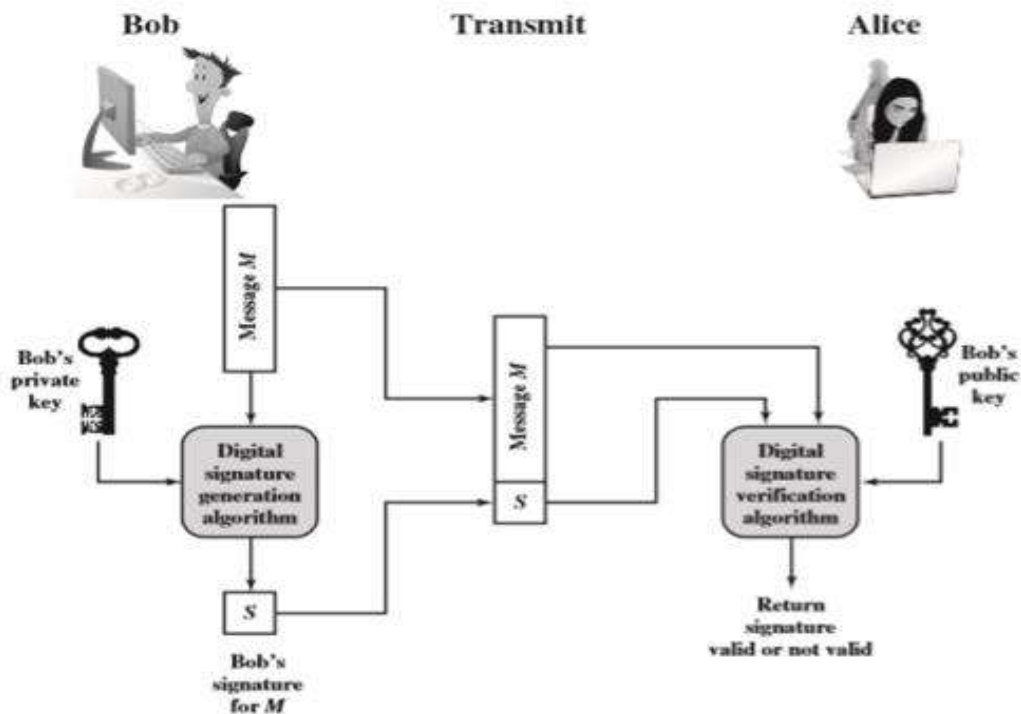 Bob
Transmit
Alice
Message M
Bob's
private
key
Message M
Bob's
public
key
Digital
signature
generation
algorithm
S
Digital
signature
verification
algorithm
S
Bob's
signature
for M
Return
signature
valid or not valid